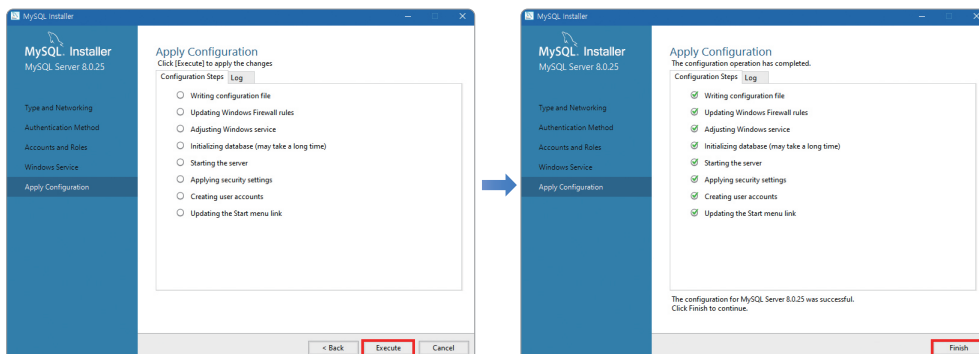 MySQL Installer
MySQL. Installer
MySQL Server 8.0.25
Type and Networking
Authentication Method
Accounts and Roles
Windows Service
Apply Configuration
Apply Configuration
Click [Execute] to apply the changes
Configuration Steps Log
Writing configuration file
Updating Windows Firewall rules
Adjusting Windows service
Initializing database (may take a long time)
Starting the server
Applying security settings
Creating user accounts
Updating the Start menu link
< Back Execute Cancel
MySQL Installer
MySQL. Installer
MySQL Server 8.0.25
Type and Networking
Authentication Method
Accounts and Roles
Windows Service
Apply Configuration
Apply Configuration
The configuration operation has completed.
Configuration Steps Log
Writing configuration file
Updating Windows Firewall rules
Adjusting Windows service
Initializing database (may take a long time)
Starting the server
Applying security settings
Creating user accounts
Updating the Start menu link
The configuration for MySQL Server 8.0.25 was successful.
Click Finish to continue.
Finish